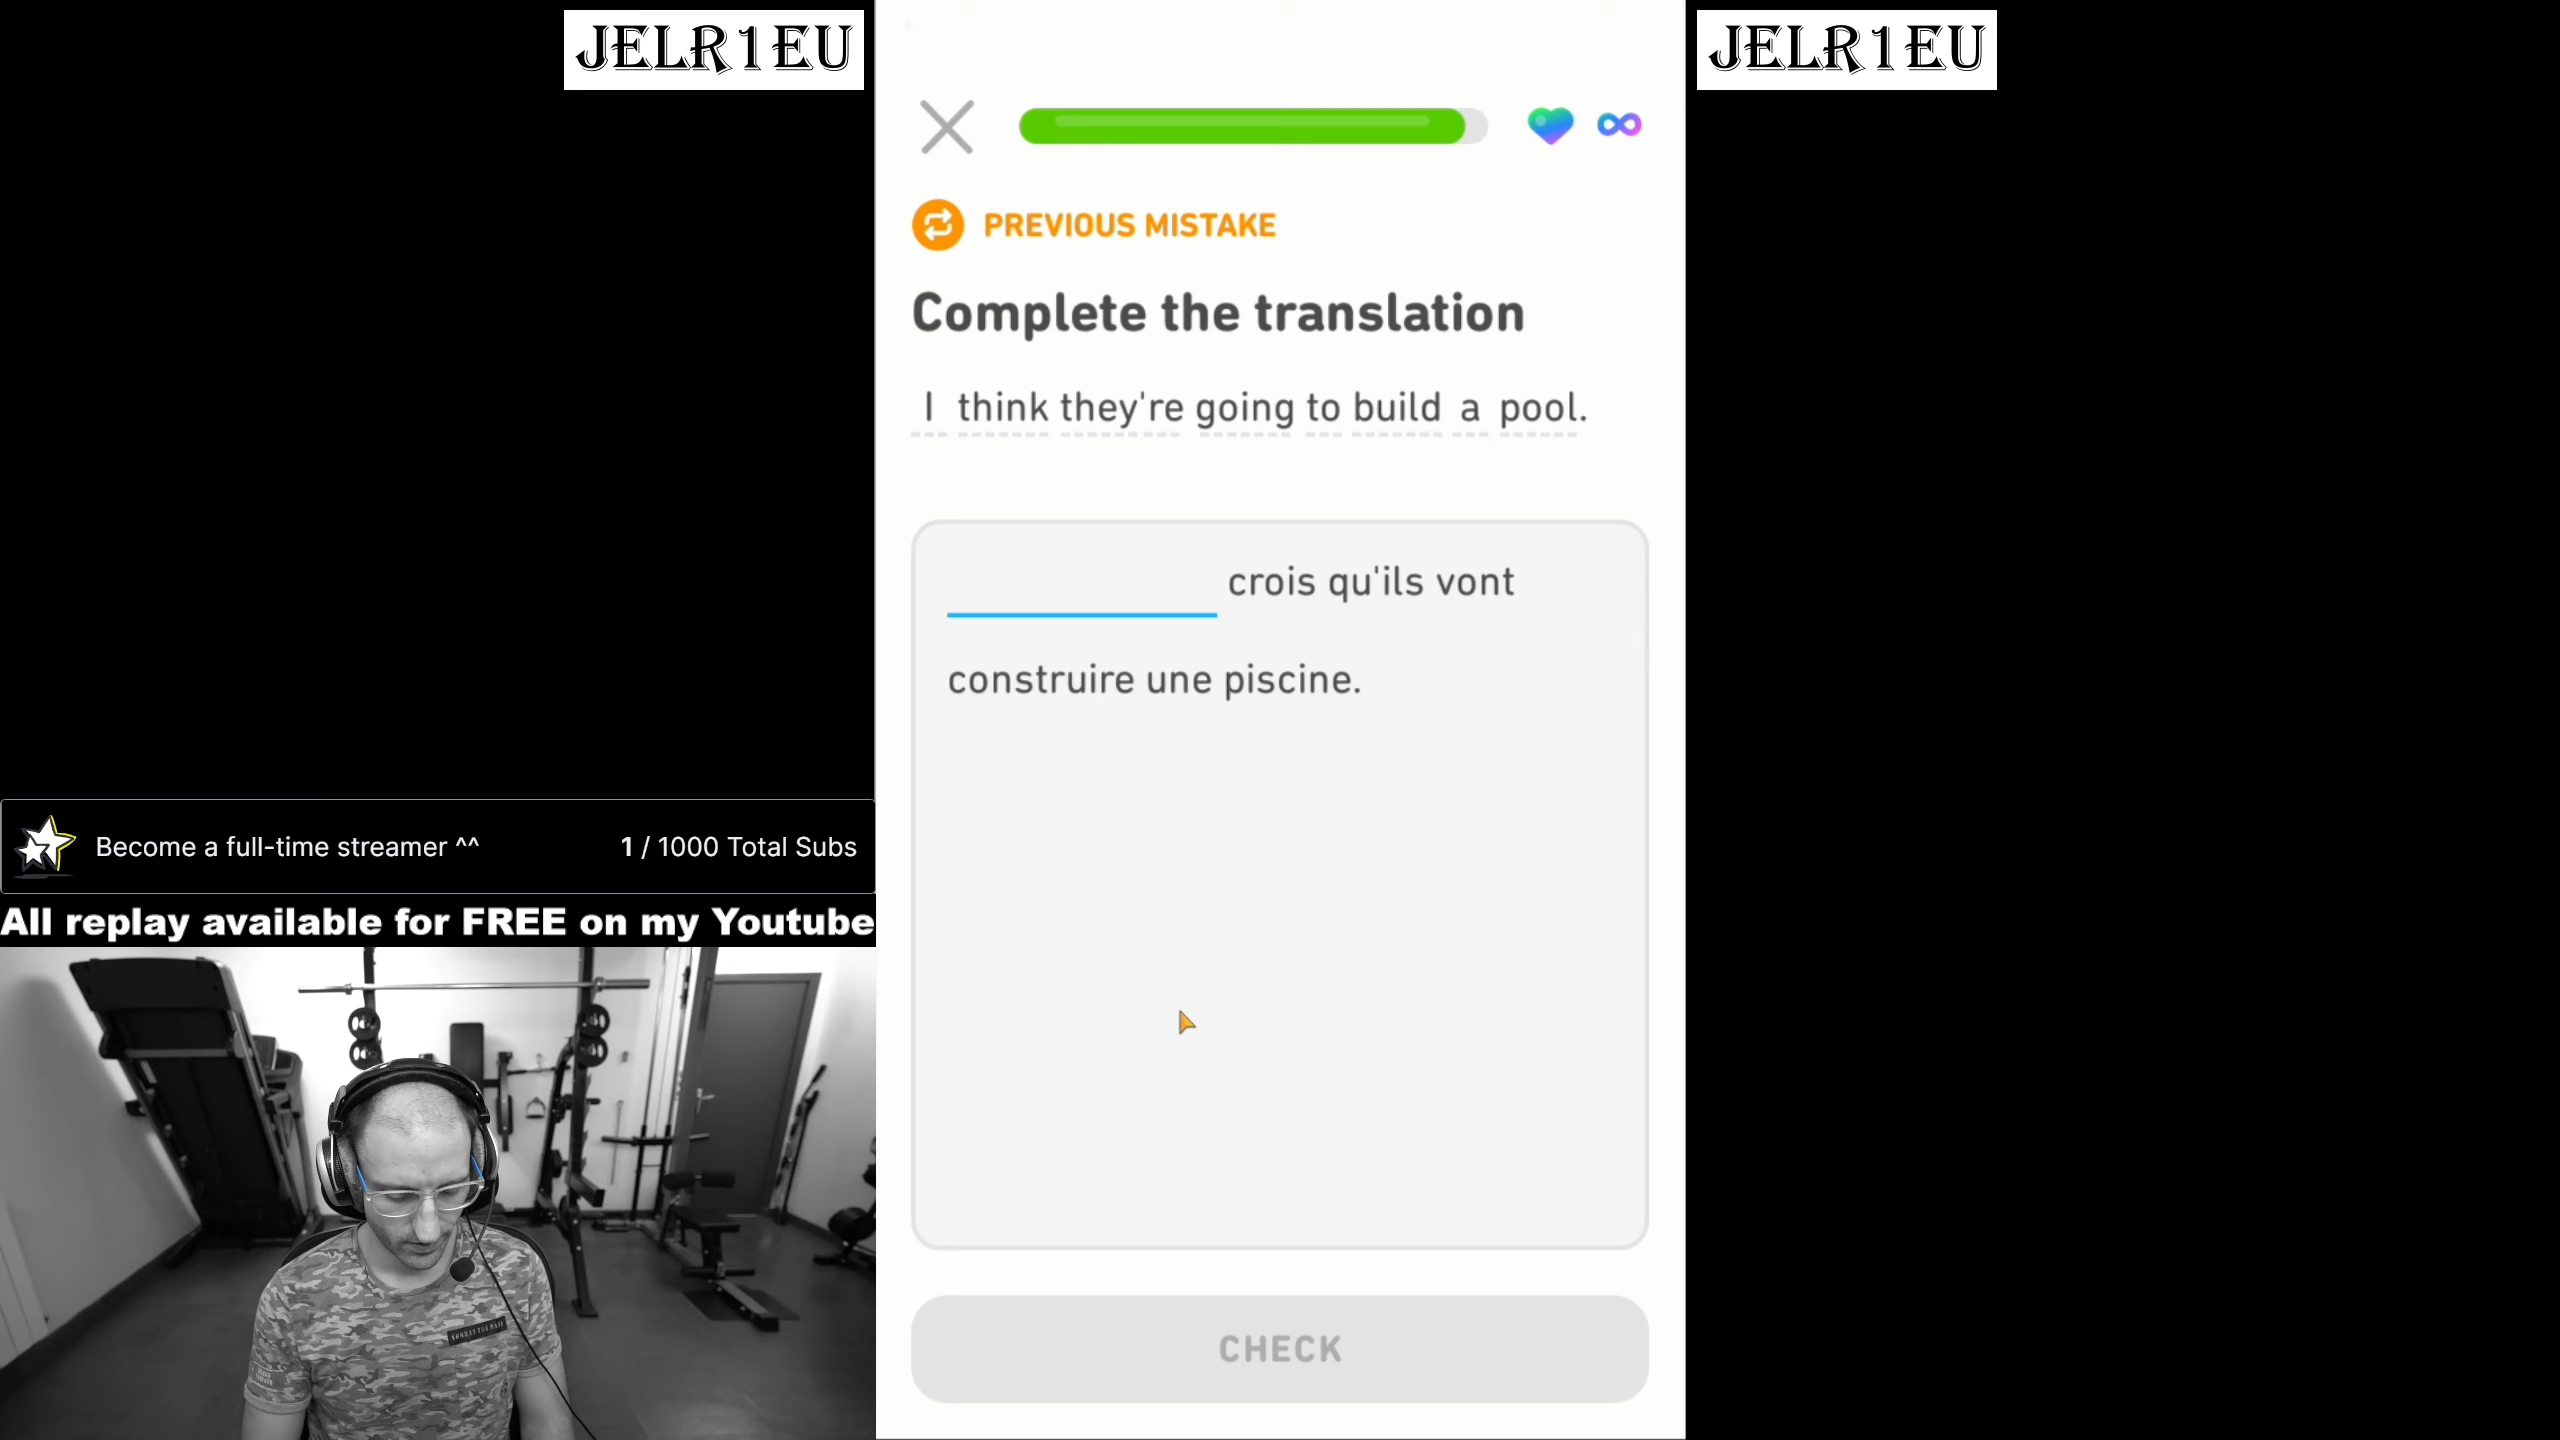 JELR1EU
JELR1EU
PREVIOUS MISTAKE
Complete the translation
I think they're going to build a pool.
crois qu'ils vont
construire une piscine.
CHECK
Become a full-time streamer ^^ 1 / 1000 Total Subs
All replay available for FREE on my Youtube